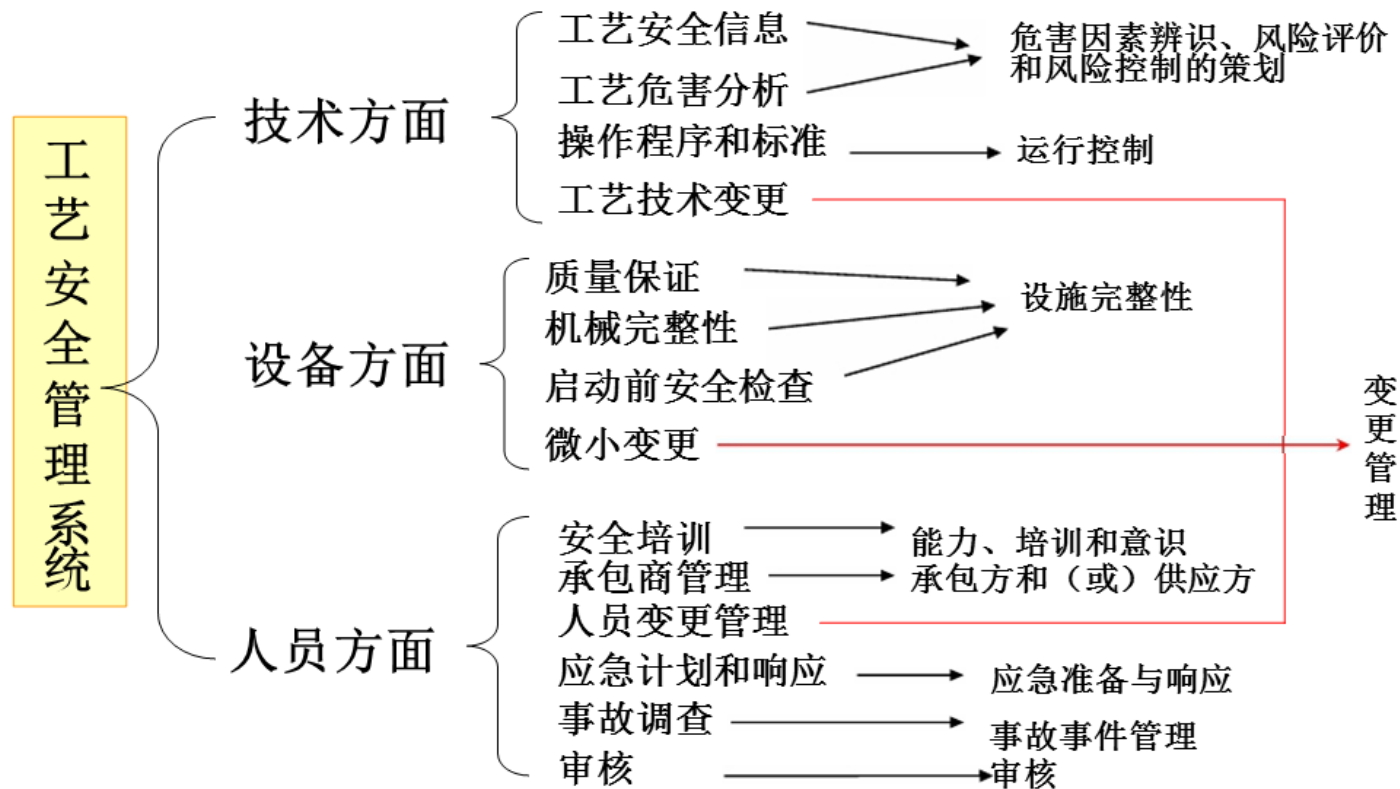 工艺安全管理系统
技术方面
工艺安全信息
工艺危害分析
操作程序和标准
工艺技术变更
危害因素辨识、风险评价
和风险控制的策划
运行控制
设备方面
质量保证
机械完整性
启动前安全检查
微小变更
设施完整性
变更管理
人员方面
安全培训
承包商管理
人员变更管理
应急计划和响应
事故调查
审核
能力、培训和意识
承包方和（或）供应方
应急准备与响应
事故事件管理
审核